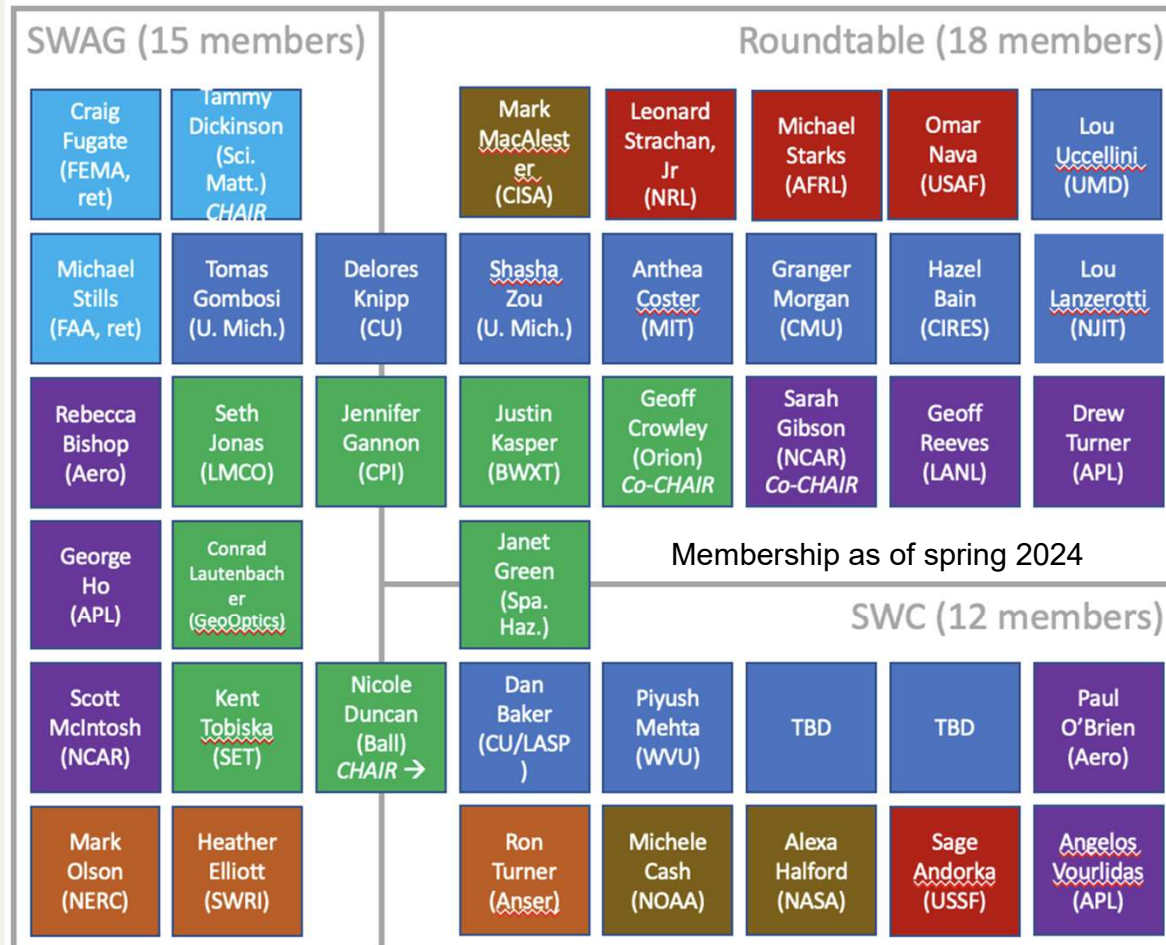 SWAG (15 members)
Roundtable (18 members)
Craig
Fugate
(FEMA,
ret)
Tammy
Dickinson
(Sci.
Matt.)
CHAIR
Mark
MacAlest
er
(CISA)
Leonard
Strachan,
Jr
(NRL)
Michael
Starks
(AFRL)
Omar
Nava
(USAF)
Lou
Uccellini
(UMD)
Michael
Stills
(FAA, ret)
Tomas
Gombosi
(U. Mich.)
Delores
Knipp
(CU)
Shasha
Zou
(U. Mich.)
Anthea
Coster
(MIT)
Granger
Morgan
(CMU)
Hazel
Bain
(CIRES)
Lou
Lanzerotti
(NJIT)
Rebecca
Bishop
(Aero)
Seth
Jonas
(LMCO)
Jennifer
Gannon
(CPI)
Justin
Kasper
(BWXT)
Geoff
Crowley
(Orion)
Co-CHAIR
Sarah
Gibson
(NCAR)
Co-CHAIR
Geoff
Reeves
(LANL)
Drew
Turner
(APL)
George
Ho
(APL)
Conrad
Lautenbach
er
(GeoOptics)
Janet
Green
(Spa.
Haz.)
Membership as of spring 2024
SWC (12 members)
Scott
McIntosh
(NCAR)
Kent
Tobiska
(SET)
Nicole
Duncan
(Ball)
CHAIR →
Dan
Baker
(CU/LASP
)
Piyush
Mehta
(WVU)
TBD
TBD
Paul
O'Brien
(Aero)
Mark
Olson
(NERC)
Heather
Elliott
(SWRI)
Ron
Turner
(Anser)
Michele
Cash
(NOAA)
Alexa
Halford
(NASA)
Sage
Andorka
(USSF)
Angelos
Vourlidas
(APL)